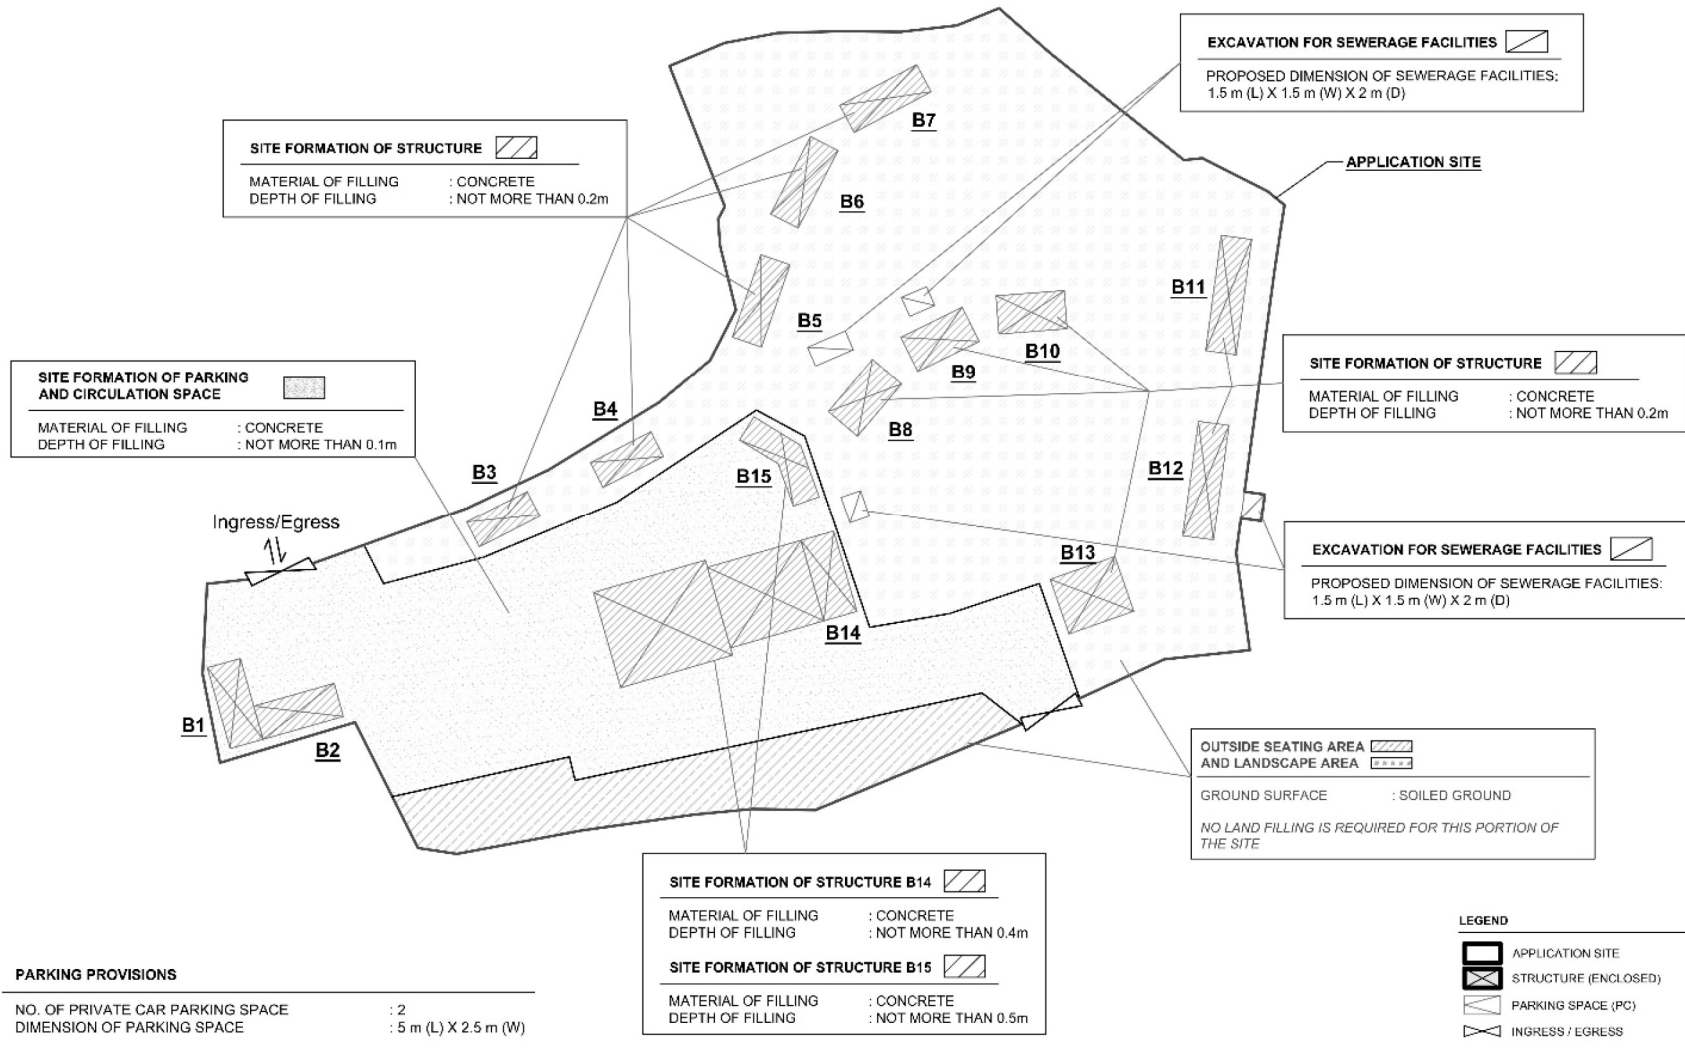 EXCAVATION FOR SEWERAGE FACILITIES
PROPOSED DIMENSION OF SEWERAGE FACILITIES:
1.5 m (L) X 1.5 m (W) X 2 m (D)
B7
SITE FORMATION OF STRUCTURE
MATERIAL OF FILLING : CONCRETE
DEPTH OF FILLING : NOT MORE THAN 0.2m
APPLICATION SITE
B6
B11
B5
B10
B9
SITE FORMATION OF STRUCTURE
MATERIAL OF FILLING : CONCRETE
DEPTH OF FILLING : NOT MORE THAN 0.2m
SITE FORMATION OF PARKING
AND CIRCULATION SPACE
MATERIAL OF FILLING : CONCRETE
DEPTH OF FILLING : NOT MORE THAN 0.1m
B4
B8
B3
B15
B12
Ingress/Egress
B13
EXCAVATION FOR SEWERAGE FACILITIES
PROPOSED DIMENSION OF SEWERAGE FACILITIES:
1.5 m (L) X 1.5 m (W) X 2 m (D)
B14
B1
B2
OUTSIDE SEATING AREA
AND LANDSCAPE AREA
GROUND SURFACE : SOILED GROUND
NO LAND FILLING IS REQUIRED FOR THIS PORTION OF
THE SITE
SITE FORMATION OF STRUCTURE B14
MATERIAL OF FILLING : CONCRETE
DEPTH OF FILLING : NOT MORE THAN 0.4m
SITE FORMATION OF STRUCTURE B15
MATERIAL OF FILLING : CONCRETE
DEPTH OF FILLING : NOT MORE THAN 0.5m
PARKING PROVISIONS
NO. OF PRIVATE CAR PARKING SPACE : 2
DIMENSION OF PARKING SPACE : 5 m (L) X 2.5 m (W)
LEGEND
APPLICATION SITE
STRUCTURE (ENCLOSED)
PARKING SPACE (PC)
INGRESS / EGRESS